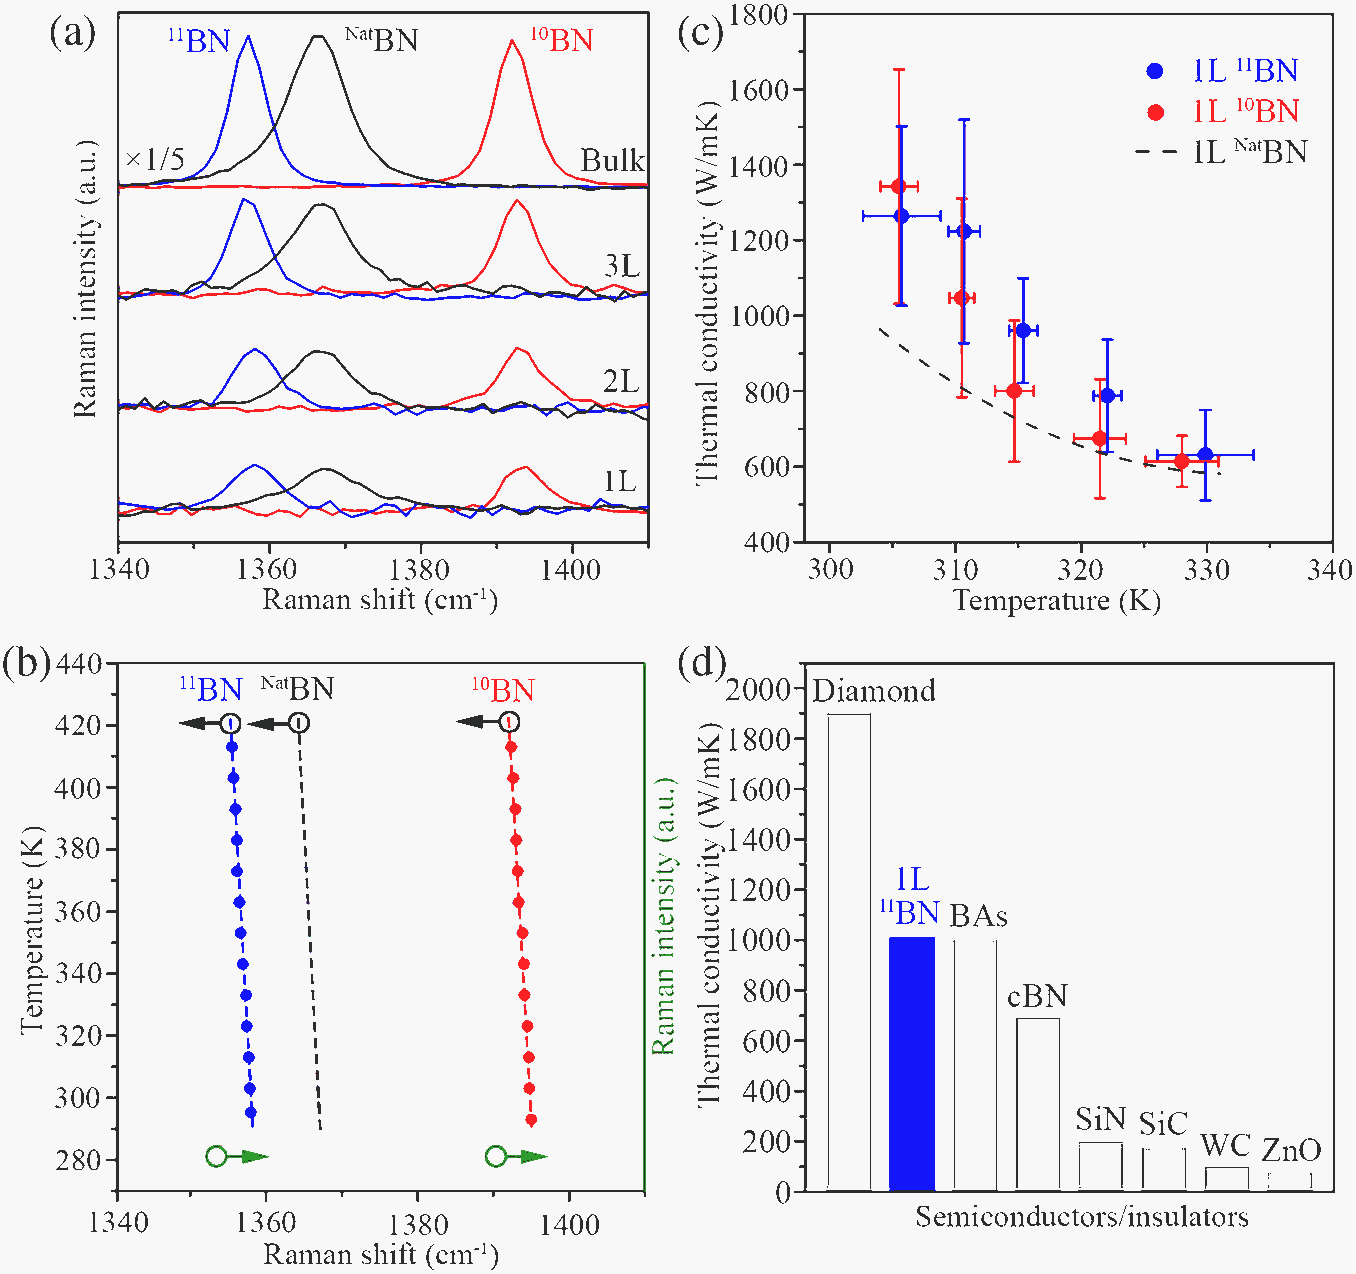 (a)
¹¹BN
ᴺᵃᵗBN
¹⁰BN
×1/5
Bulk
3L
2L
1L
Raman intensity (a.u.)
1340 1360 1380 1400
Raman shift (cm⁻¹)
(c)
1L ¹¹BN
1L ¹⁰BN
1L ᴺᵃᵗBN
1800
1600
1400
1200
1000
800
600
400
Thermal conductivity (W/mK)
300 310 320 330 340
Temperature (K)
(b)
¹¹BN
ᴺᵃᵗBN
¹⁰BN
440
420
400
380
360
340
320
300
280
Temperature (K)
Raman intensity (a.u.)
1340 1360 1380 1400
Raman shift (cm⁻¹)
(d)
2000
1800
1600
1400
1200
1000
800
600
400
200
0
Thermal conductivity (W/mK)
Diamond
1L
¹¹BN
BAs
cBN
SiN
SiC
WC
ZnO
Semiconductors/insulators